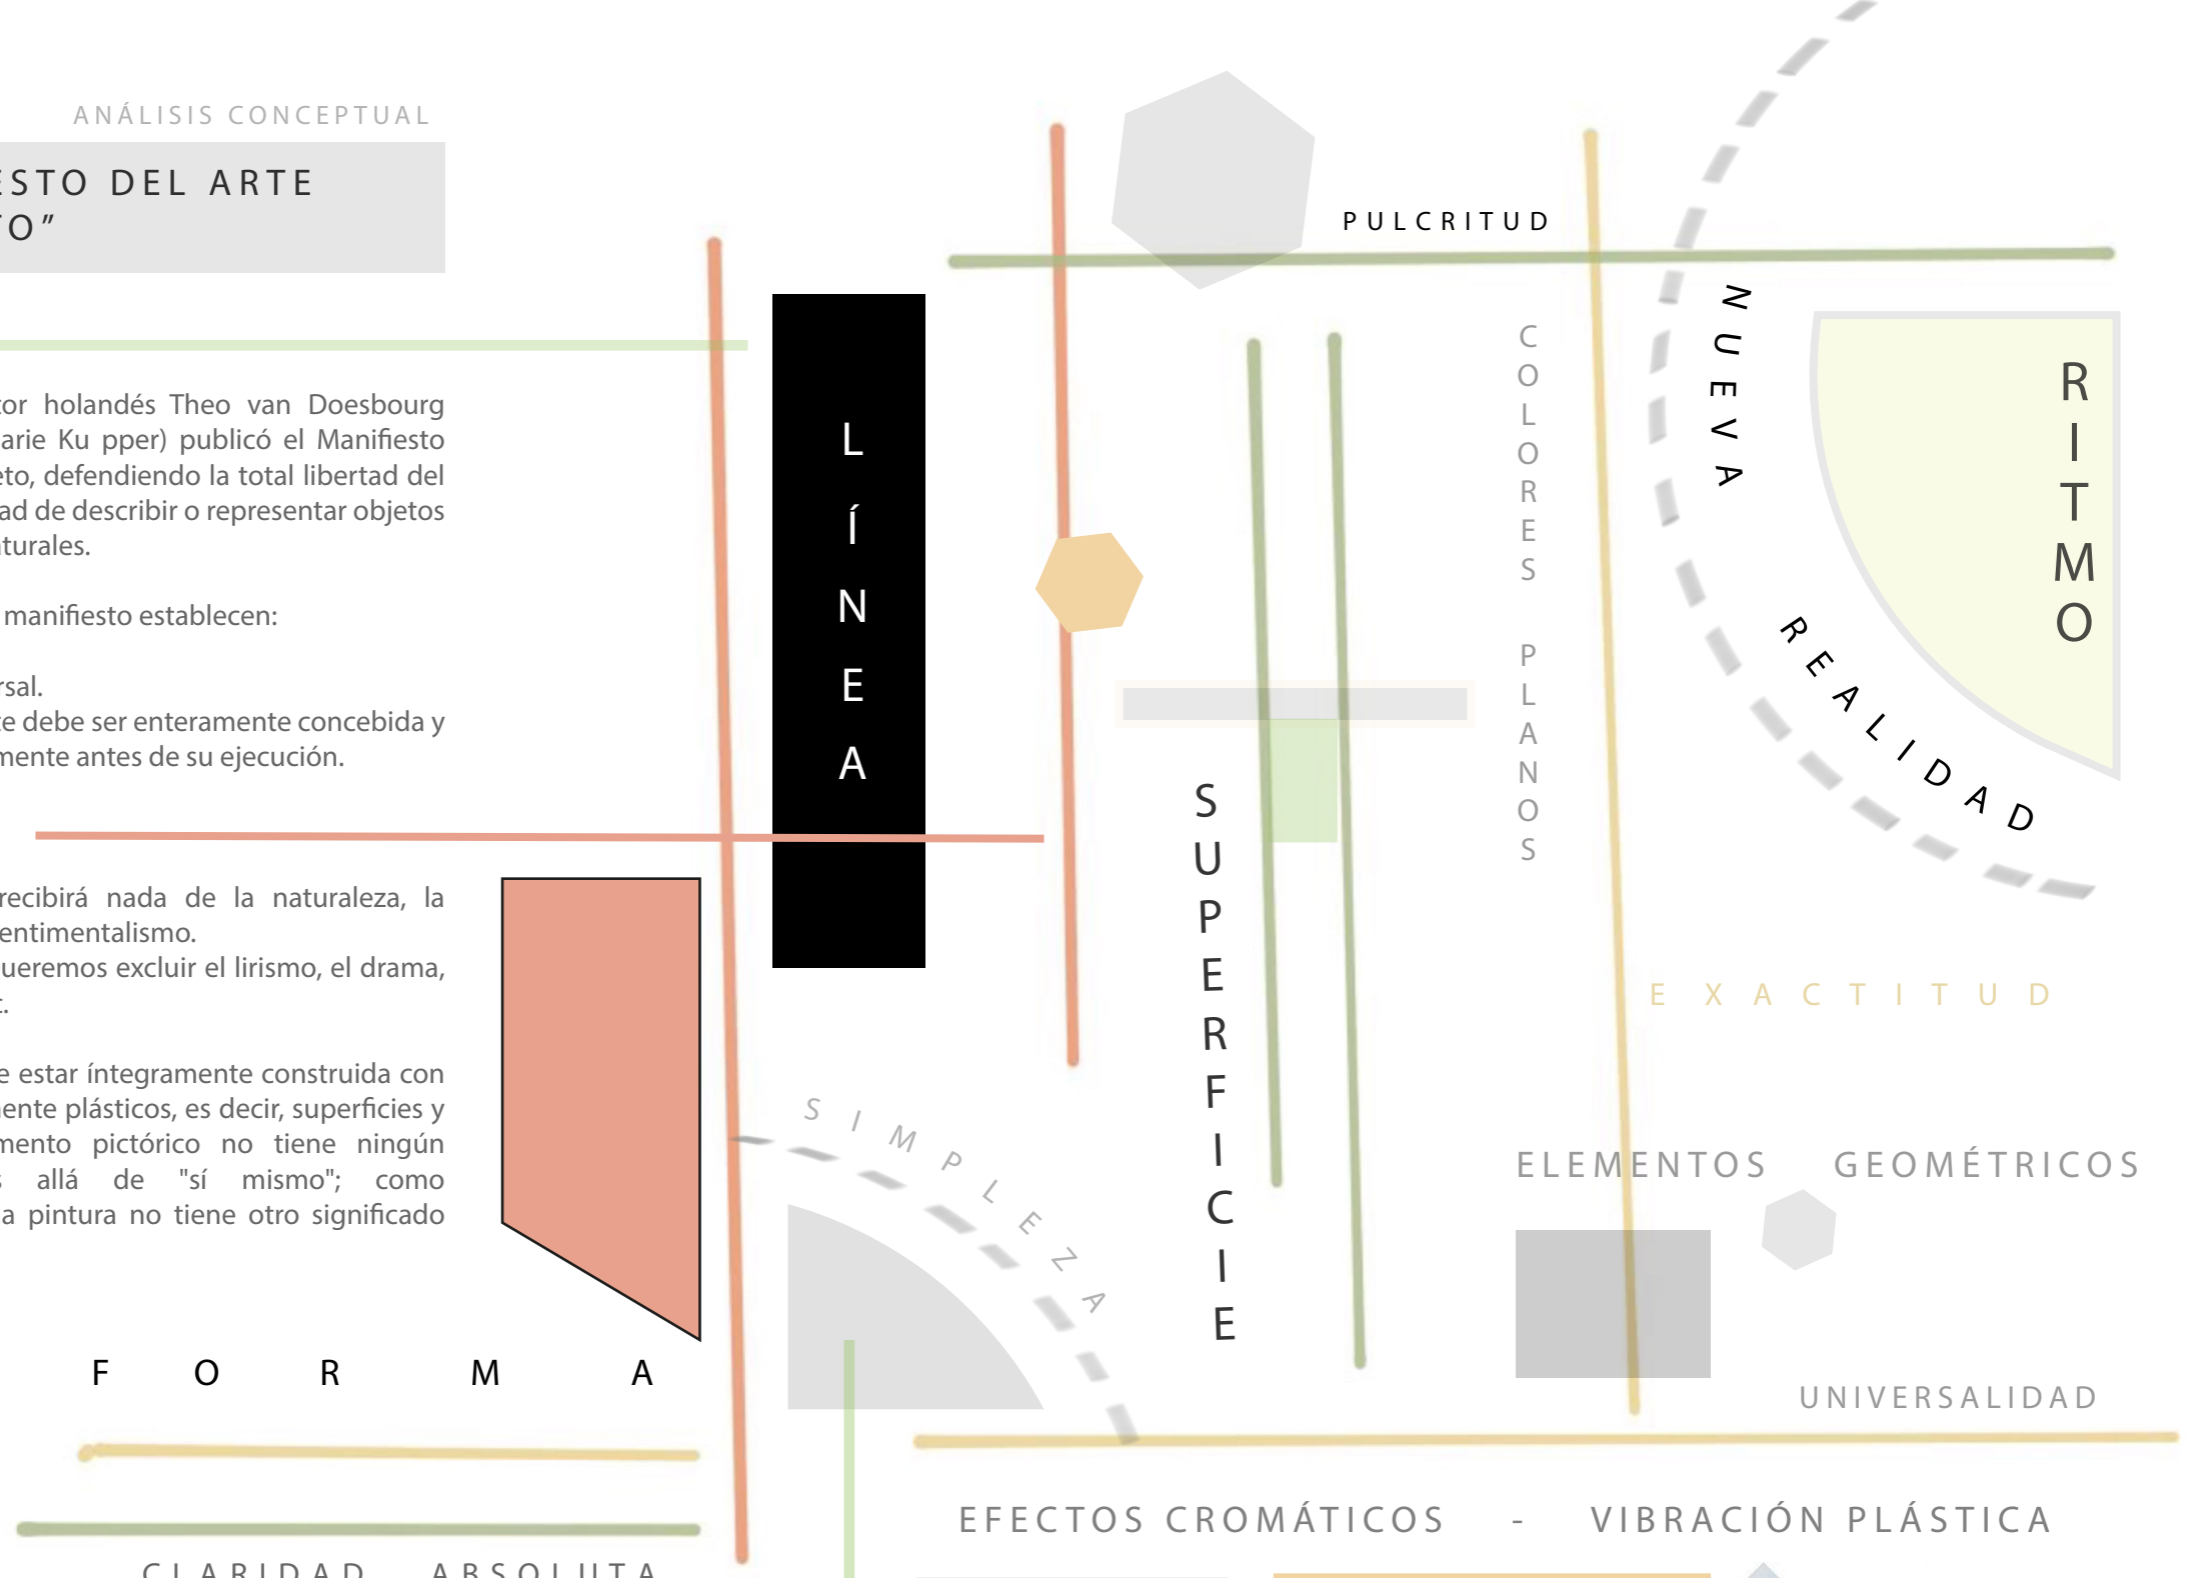 ANÁLISIS CONCEPTUAL
ESTO DEL ARTE
TO”
tor holandés Theo van Doesbourg
arie Ku pper) publicó el Manifiesto
eto, defendiendo la total libertad del
ad de describir o representar objetos
aturales.
manifiesto establecen:
rsal.
te debe ser enteramente concebida y
mente antes de su ejecución.
recibirá nada de la naturaleza, la
entimentalismo.
ueremos excluir el lirismo, el drama,
t.
e estar íntegramente construida con
nente plásticos, es decir, superficies y
mento pictórico no tiene ningún
s allá de "sí mismo"; como
a pintura no tiene otro significado
FORMA
CLARIDAD ABSOLUTA
LÍNEA
SIMPLEZA
PULCRITUD
SUPERFICIE
COLORES PLANOS
NUEVA REALIDAD
RITMO
EXACTITUD
ELEMENTOS GEOMÉTRICOS
UNIVERSALIDAD
EFECTOS CROMÁTICOS - VIBRACIÓN PLÁSTICA